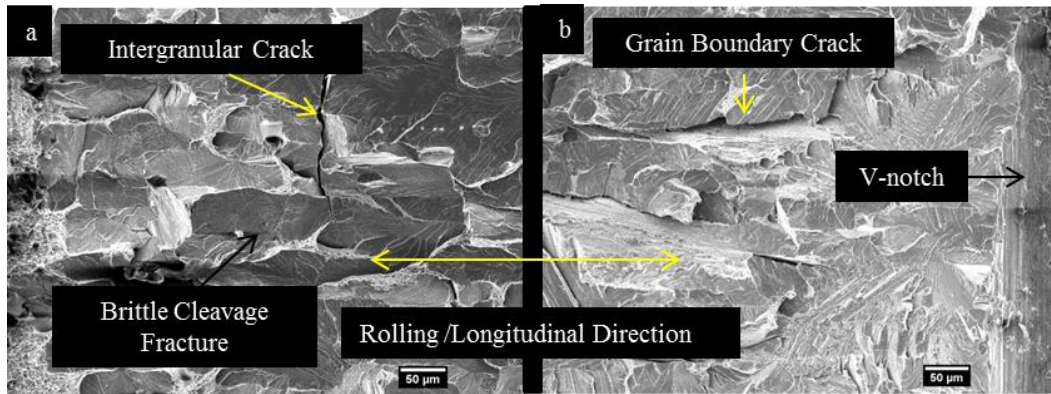 a
Intergranular Crack
Brittle Cleavage
Fracture
50 µm
b
Grain Boundary Crack
V-notch
Rolling /Longitudinal Direction
50 µm